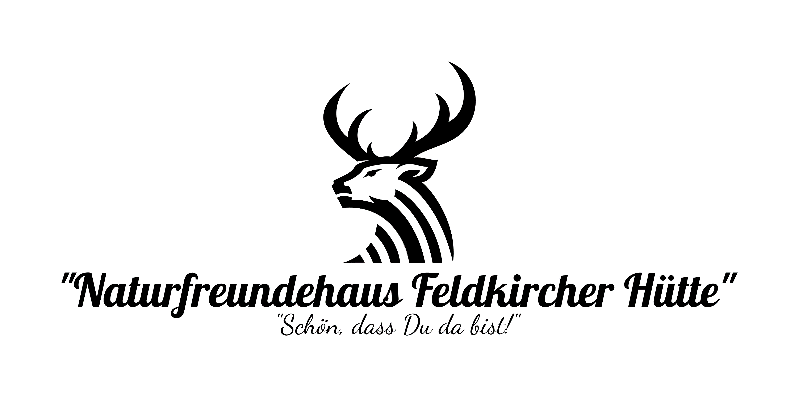 "Naturfreundehaus Feldkircher Hütte"
"Schön, dass Du da bist!"